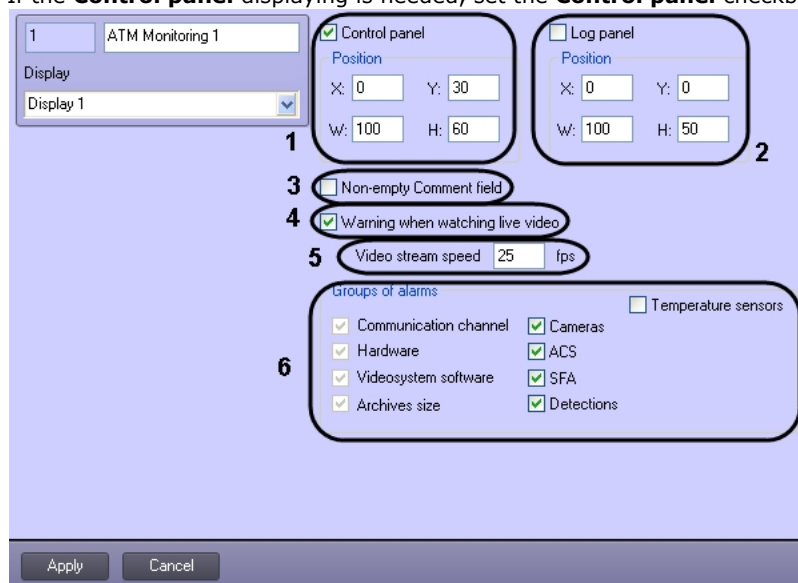 If the Control panel displaying is needed, set the Control panel
1 ATM Monitoring 1
Display
Display 1
Control panel
Position
X: 0 Y: 30
W: 100 H: 60
1
Log panel
Position
X: 0 Y: 0
W: 100 H: 50
2
3 Non-empty Comment field
4 Warning when watching live video
5 Video stream speed 25 fps
Groups of alarms
Temperature sensors
Communication channel Cameras
Hardware ACS
6
Videosystem software SFA
Archives size Detections
Apply Cancel